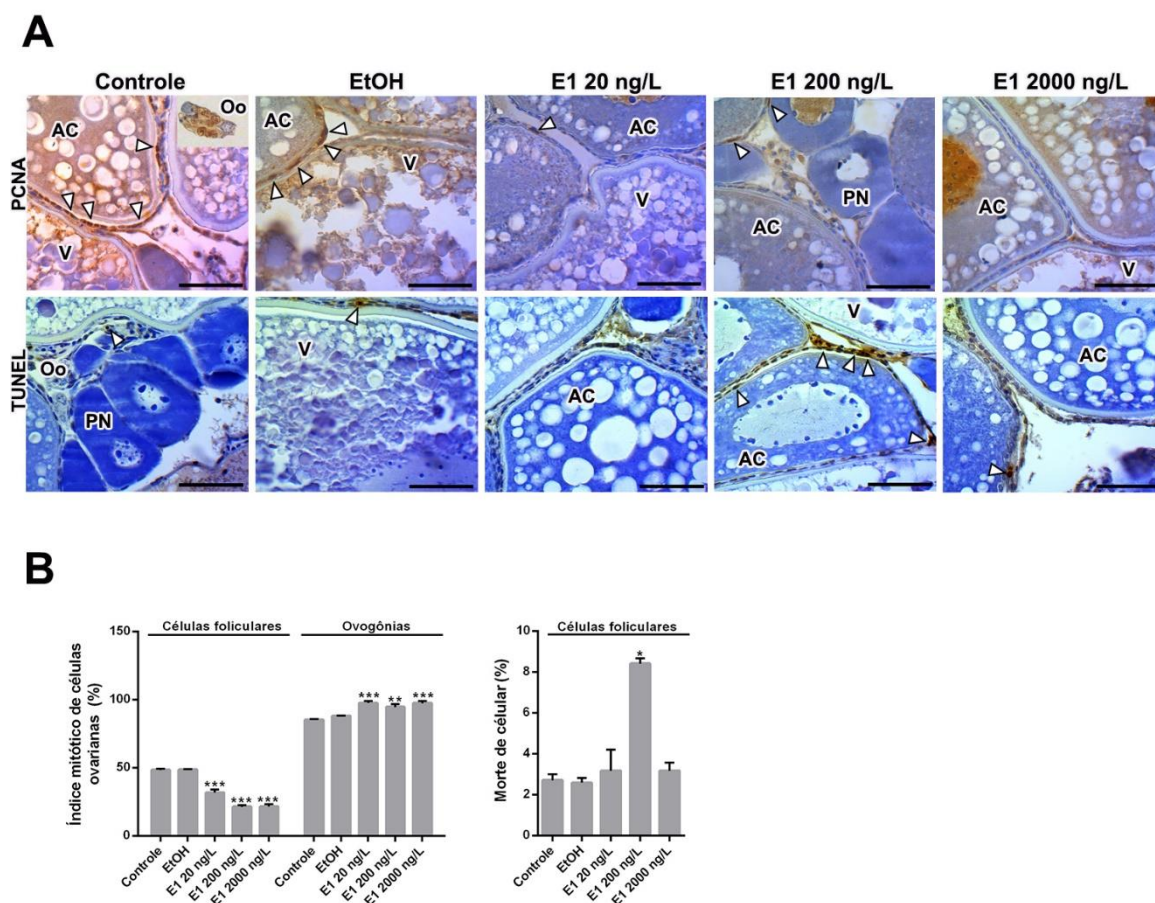 A
Controle EtOH E1 20 ng/L E1 200 ng/L E1 2000 ng/L
PCNA
AC Oo V
AC V
AC V
PN AC
AC V
TUNEL
Oo PN
V
AC
V AC
AC
B
Células foliculares Ovogônias
Índice mitótico de células
ovarianas (%)
150
100
50
0
*** *** *** *** ** ***
Controle EtOH E1 20 ng/L E1 200 ng/L E1 2000 ng/L Controle EtOH E1 20 ng/L E1 200 ng/L E1 2000 ng/L
Células foliculares
Morte de célular (%)
10
8
6
4
2
0
*
Controle EtOH E1 20 ng/L E1 200 ng/L E1 2000 ng/L